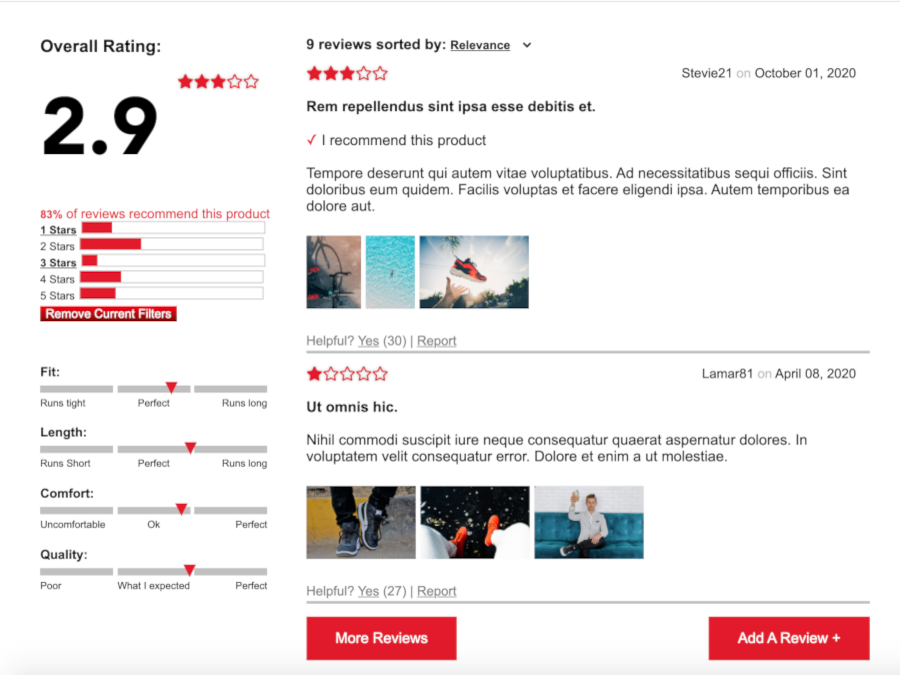 Overall Rating:
2.9
83% of reviews recommend this product
1 Stars
2 Stars
3 Stars
4 Stars
5 Stars
Remove Current Filters
Fit:
Runs tight Perfect Runs long
Length:
Runs Short Perfect Runs long
Comfort:
Uncomfortable Ok Perfect
Quality:
Poor What I expected Perfect
9 reviews sorted by: Relevance
Stevie21 on October 01, 2020
Rem repellendus sint ipsa esse debitis et.
✓ I recommend this product
Tempore deserunt qui autem vitae voluptatibus. Ad necessitatibus sequi officiis. Sint
doloribus eum quidem. Facilis voluptas et facere eligendi ipsa. Autem temporibus ea
dolore aut.
Helpful? Yes (30) | Report
Lamar81 on April 08, 2020
Ut omnis hic.
Nihil commodi suscipit iure neque consequatur quaerat aspernatur dolores. In
voluptatem velit consequatur error. Dolore et enim a ut molestiae.
Helpful? Yes (27) | Report
More Reviews
Add A Review +